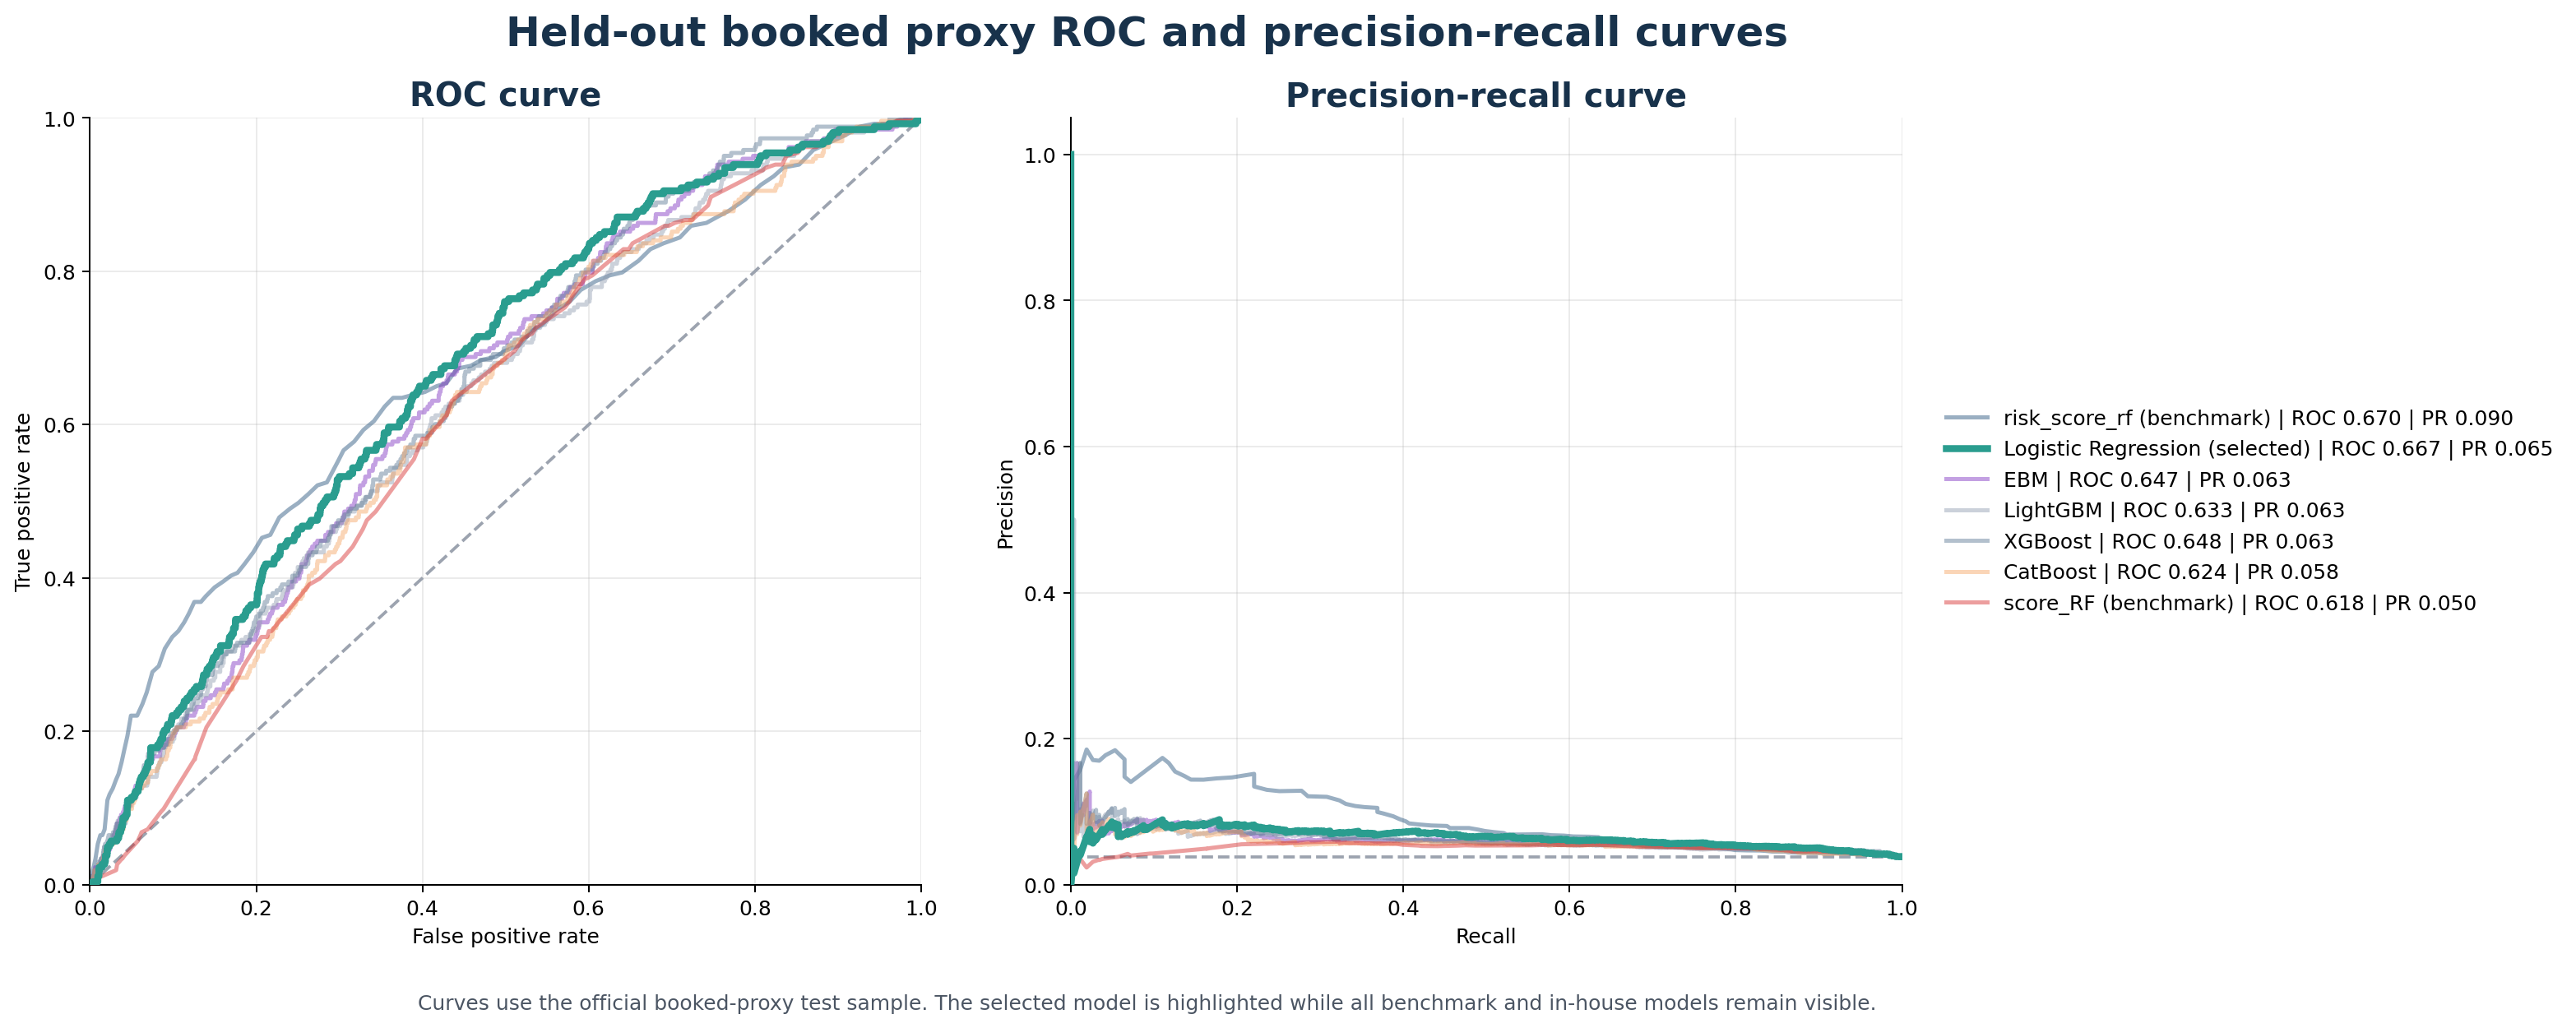 Held-out booked proxy ROC and precision-recall curves
ROC curve
1.0
0.8
0.6
0.4
0.2
0.0
True positive rate
0.0 0.2 0.4 0.6 0.8 1.0
False positive rate
Precision-recall curve
1.0
0.8
0.6
0.4
0.2
0.0
Precision
0.0 0.2 0.4 0.6 0.8 1.0
Recall
risk_score_rf (benchmark) | ROC 0.670 | PR 0.090
Logistic Regression (selected) | ROC 0.667 | PR 0.065
EBM | ROC 0.647 | PR 0.063
LightGBM | ROC 0.633 | PR 0.063
XGBoost | ROC 0.648 | PR 0.063
CatBoost | ROC 0.624 | PR 0.058
score_RF (benchmark) | ROC 0.618 | PR 0.050
Curves use the official booked-proxy test sample. The selected model is highlighted while all benchmark and in-house models remain visible.